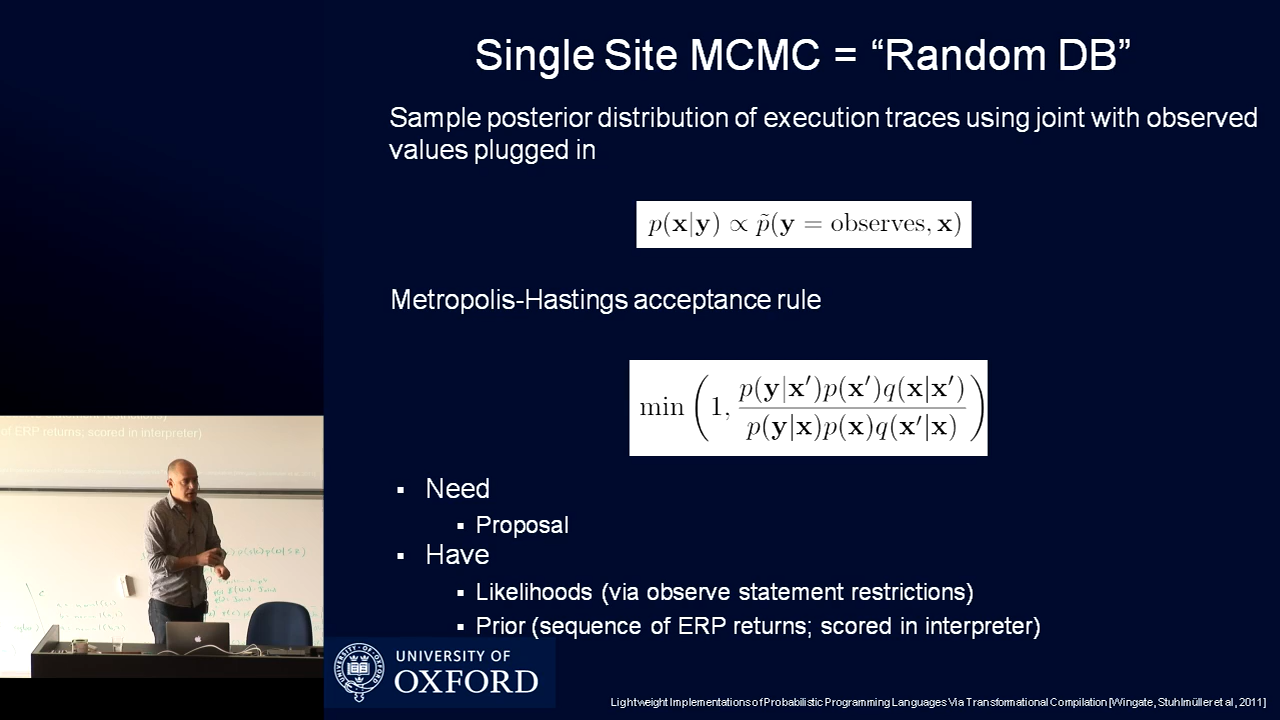 Single Site MCMC = “Random DB”
Sample posterior distribution of execution traces using joint with observed
values plugged in
p(x|y) ∝ p̃(y = observes, x)
Metropolis-Hastings acceptance rule
min (1, p(y|x′)p(x′)q(x|x′) / p(y|x)p(x)q(x′|x))
▪ Need
▪ Proposal
▪ Have
▪ Likelihoods (via observe statement restrictions)
▪ Prior (sequence of ERP returns; scored in interpreter)
of ERP returns; scored in interpreter)
UNIVERSITY OF
OXFORD
Lightweight Implementations of Probabilistic Programming Languages Via Transformational Compilation [Wingate, Stuhlmüller et al, 2011]